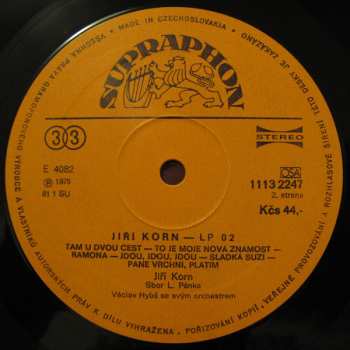 • MADE IN CZECHOSLOVAKIA •
VŠECHNA PRÁVA GRAMOFONOVÉHO VÝROBCE A VLASTNÍKA AUTORSKÝCH PRÁV K DÍLU VYHRAŽENA. POŘIZOVÁNÍ KOPIÍ, VEŘEJNÉ PROVOZOVÁNÍ A ROZHLASOVÉ ŠÍŘENÍ TÉTO DESKY JE ZAKÁZÁNO
SUPRAPHON
33
STEREO
E 4082
Ⓟ 1975
81 1 SU
OSA
1113 2247
2. strana
Kčs 44,-
JIŘÍ KORN — LP 02
TAM U DVOU CEST — TO JE MOJE NOVÁ ZNÁMOST —
RAMONA — JDOU, IDOU, IDOU — SLADKÁ SUZI —
PANE VRCHNÍ, PLATÍM
Jiří Korn
Sbor L. Pánka
Václav Hybš se svým orchestrem